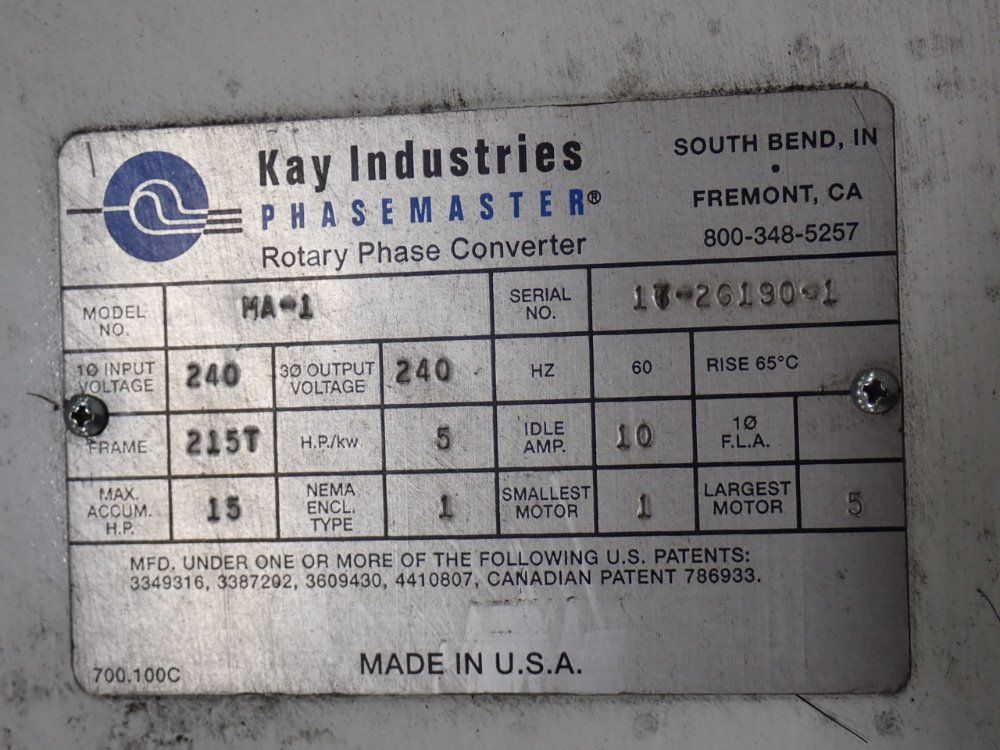 Kay Industries
PHASEMASTER®
Rotary Phase Converter
SOUTH BEND, IN
•
FREMONT, CA
800-348-5257
MODEL NO. MA-1 SERIAL NO. 17-26190-1
1Ø INPUT VOLTAGE 240 3Ø OUTPUT VOLTAGE 240 HZ 60 RISE 65°C
FRAME 215T H.P./kw 5 IDLE AMP. 10 1Ø F.L.A.
MAX. ACCUM. H.P. 15 NEMA ENCL. TYPE 1 SMALLEST MOTOR 1 LARGEST MOTOR 5
MFD. UNDER ONE OR MORE OF THE FOLLOWING U.S. PATENTS:
3349316, 3387202, 3609430, 4410807, CANADIAN PATENT 786933.
700.100C
MADE IN U.S.A.